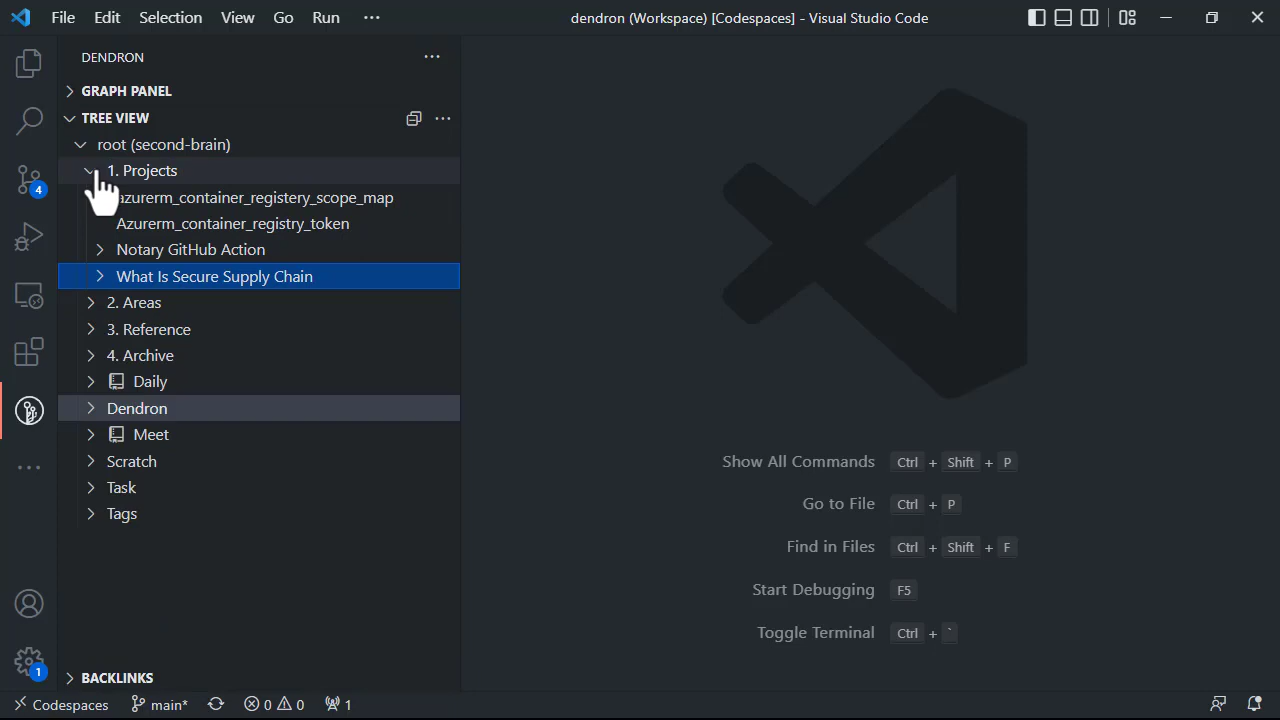 File Edit Selection View Go Run ···
dendron (Workspace) [Codespaces] - Visual Studio Code
DENDRON
GRAPH PANEL
TREE VIEW
root (second-brain)
1. Projects
azurerm_container_registery_scope_map
Azurerm_container_registry_token
Notary GitHub Action
What Is Secure Supply Chain
2. Areas
3. Reference
4. Archive
Daily
Dendron
Meet
Scratch
Task
Tags
BACKLINKS
4
1
Show All Commands Ctrl + Shift + P
Go to File Ctrl + P
Find in Files Ctrl + Shift + F
Start Debugging F5
Toggle Terminal Ctrl + `
Codespaces main* 0 0 1